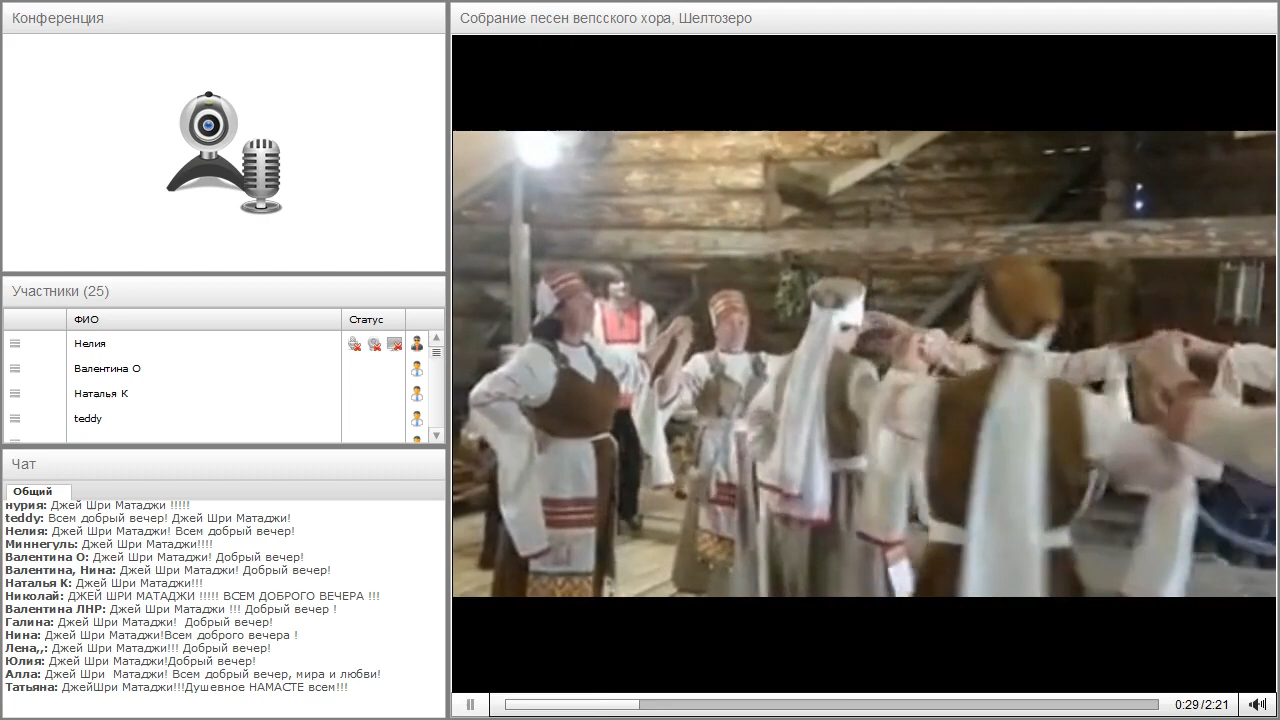 Конференция
Собрание песен вепсского хора, Шелтозеро
Участники (25)
ФИО
Статус
Нелия
Валентина О
Наталья К
teddy
Чат
Общий
нурия: Джей Шри Матаджи !!!!!
teddy: Всем добрый вечер! Джей Шри Матаджи!
Нелия: Джей Шри Матаджи! Всем добрый вечер!
Миннегуль: Джей Шри Матаджи!!!!
Валентина О: Джей Шри Матаджи! Добрый вечер!
Валентина, Нина: Джей Шри Матаджи! Добрый вечер!
Наталья К: Джей Шри Матаджи!!!
Николай: ДЖЕЙ ШРИ МАТАДЖИ !!!!! ВСЕМ ДОБРОГО ВЕЧЕРА !!!
Валентина ЛНР: Джей Шри Матаджи !!! Добрый вечер !
Галина: Джей Шри Матаджи!  Добрый вечер!
Нина: Джей Шри Матаджи!Всем доброго вечера !
Лена,,: Джей Шри Матаджи!!! Добрый вечер!
Юлия: Джей Шри Матаджи!Добрый вечер!
Алла: Джей Шри  Матаджи! Всем добрый вечер, мира и любви!
Татьяна: ДжейШри Матаджи!!!Душевное НАМАСТЕ всем!!!
0:29/2:21